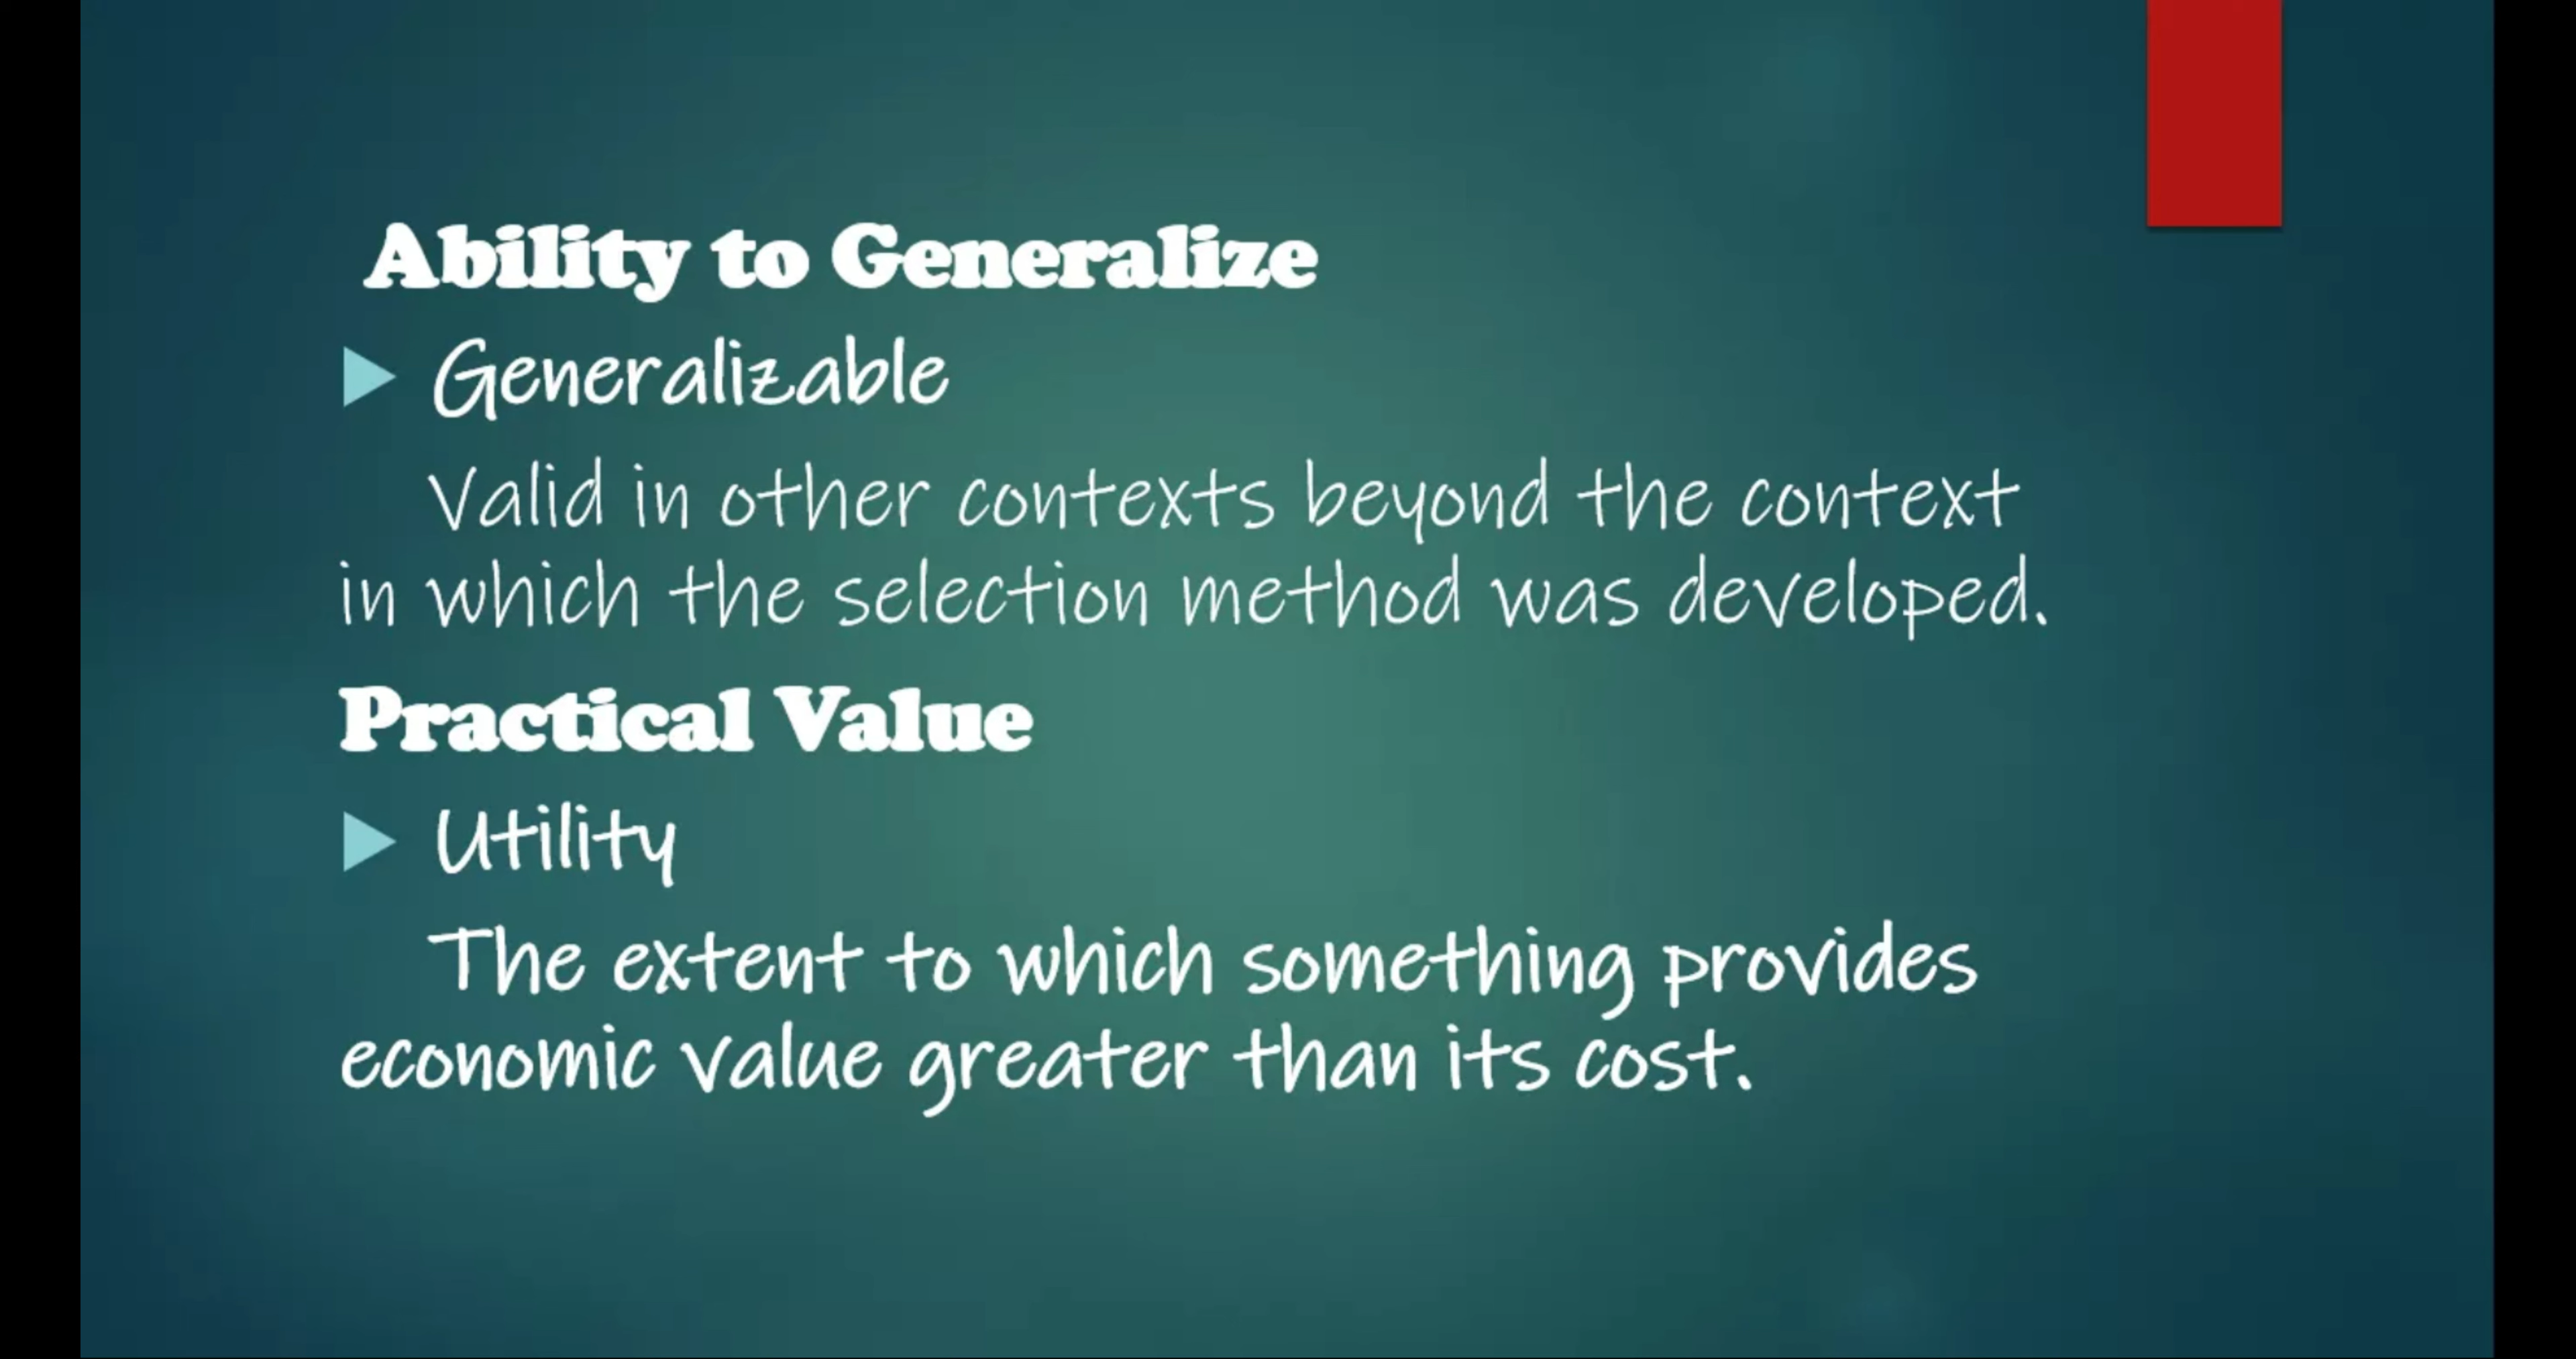 Ability to Generalize
Generalizable
Valid in other contexts beyond the context
in which the selection method was developed.
Practical Value
Utility
The extent to which something provides
economic value greater than its cost.